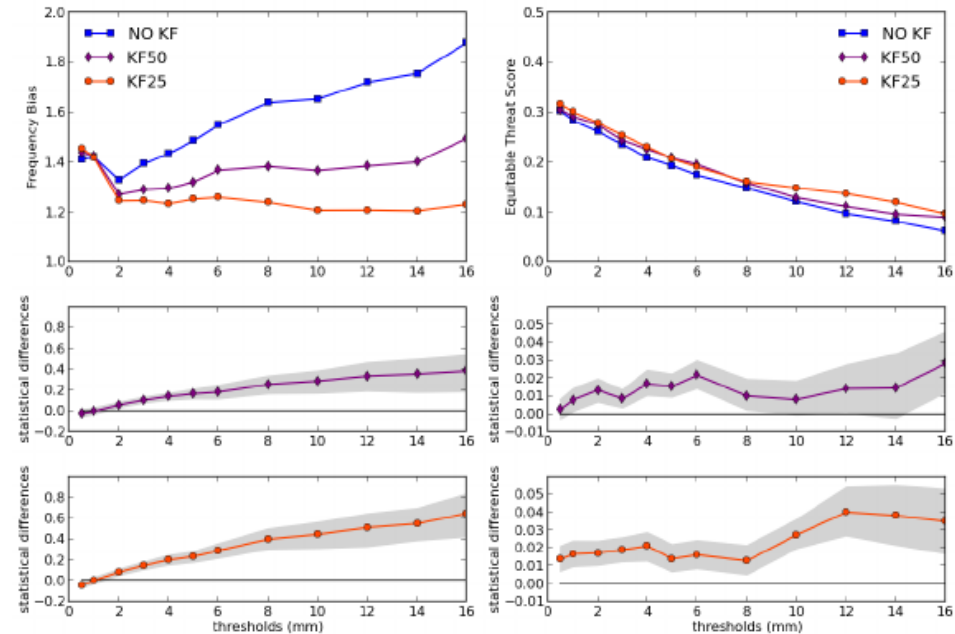 2.0
1.8
1.6
1.4
1.2
1.0
Frequency Bias
NO KF
KF50
KF25
0 2 4 6 8 10 12 14 16
thresholds (mm)
0.5
0.4
0.3
0.2
0.1
0.0
Equitable Threat Score
NO KF
KF50
KF25
0 2 4 6 8 10 12 14 16
thresholds (mm)
statistical differences
0.8
0.6
0.4
0.2
0.0
−0.2
0 2 4 6 8 10 12 14 16
statistical differences
0.05
0.04
0.03
0.02
0.01
0.00
−0.01
0 2 4 6 8 10 12 14 16
statistical differences
0.8
0.6
0.4
0.2
0.0
−0.2
0 2 4 6 8 10 12 14 16
thresholds (mm)
statistical differences
0.05
0.04
0.03
0.02
0.01
0.00
−0.01
0 2 4 6 8 10 12 14 16
thresholds (mm)